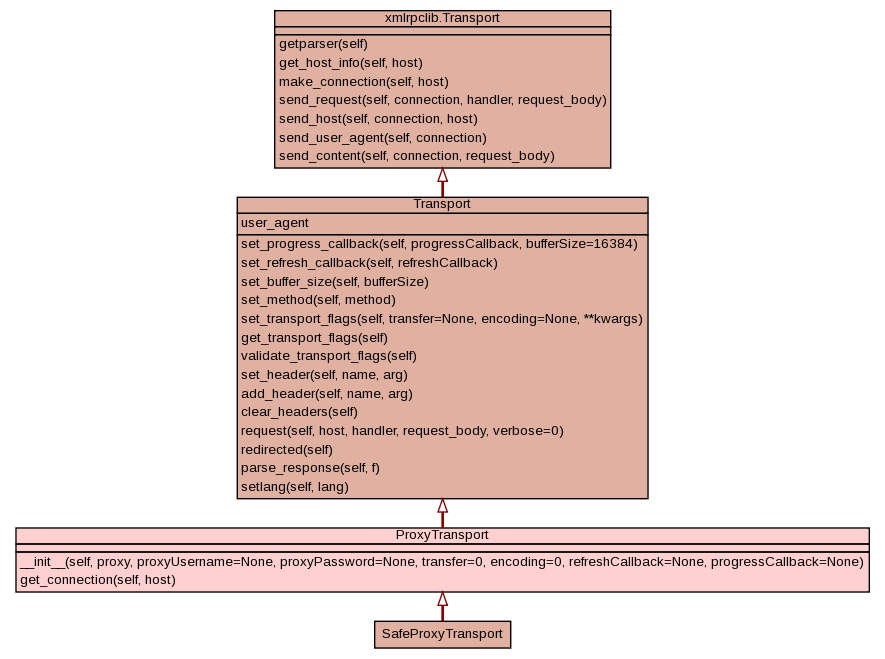 xmlrpclib.Transport
getparser(self)
get_host_info(self, host)
make_connection(self, host)
send_request(self, connection, handler, request_body)
send_host(self, connection, host)
send_user_agent(self, connection)
send_content(self, connection, request_body)
Transport
user_agent
set_progress_callback(self, progressCallback, bufferSize=16384)
set_refresh_callback(self, refreshCallback)
set_buffer_size(self, bufferSize)
set_method(self, method)
set_transport_flags(self, transfer=None, encoding=None, **kwargs)
get_transport_flags(self)
validate_transport_flags(self)
set_header(self, name, arg)
add_header(self, name, arg)
clear_headers(self)
request(self, host, handler, request_body, verbose=0)
redirected(self)
parse_response(self, f)
setlang(self, lang)
ProxyTransport
__init__(self, proxy, proxyUsername=None, proxyPassword=None, transfer=0, encoding=0, refreshCallback=None, progressCallback=None)
get_connection(self, host)
SafeProxyTransport